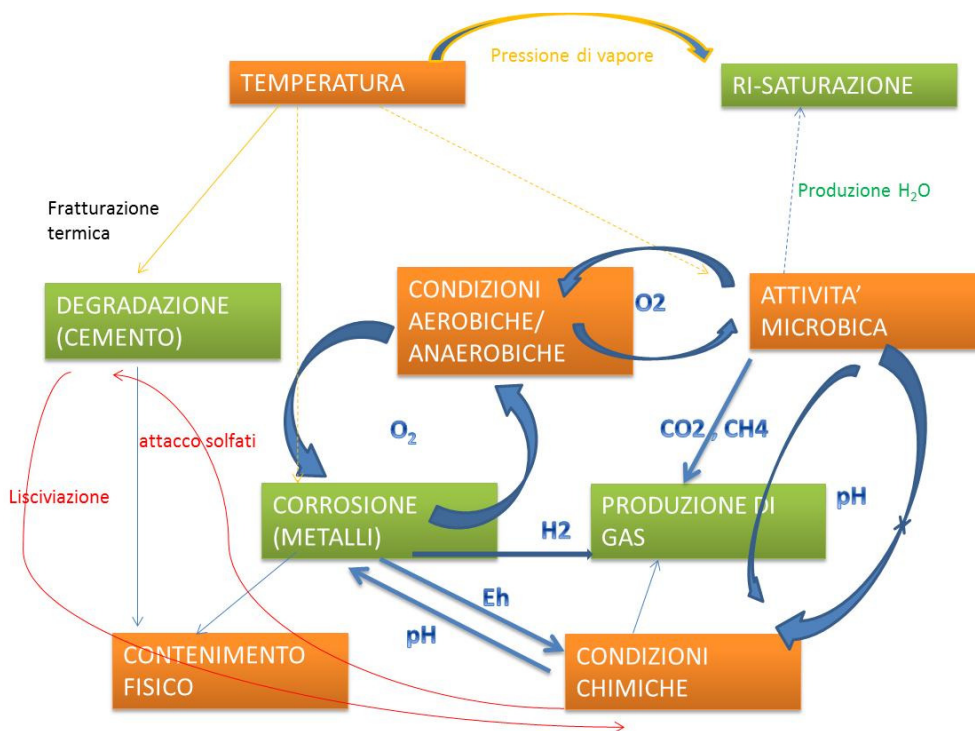 Pressione di vapore
TEMPERATURA
RI-SATURAZIONE
Produzione H₂O
Fratturazione
termica
DEGRADAZIONE
(CEMENTO)
CONDIZIONI
AEROBICHE/
ANAEROBICHE
O2
ATTIVITA'
MICROBICA
attacco solfati
O₂
CO2 , CH4
Lisciviazione
CORROSIONE
(METALLI)
H2
PRODUZIONE DI
GAS
pH
Eh
pH
CONTENIMENTO
FISICO
CONDIZIONI
CHIMICHE